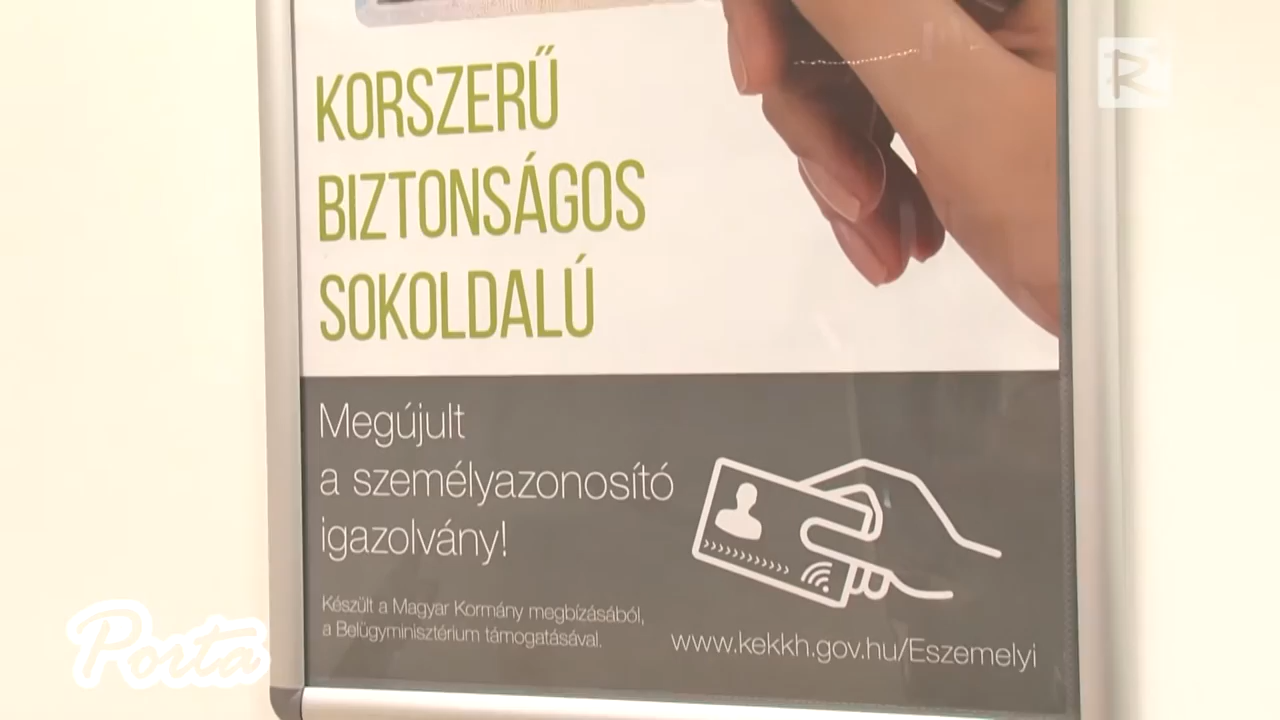 R
KORSZERŰ
BIZTONSÁGOS
SOKOLDALÚ
Megújult
a személyazonosító
igazolvány!
Készült a Magyar Kormány megbízásából,
a Belügyminisztérium támogatásával.
www.kekkh.gov.hu/Eszemelyi
Porta